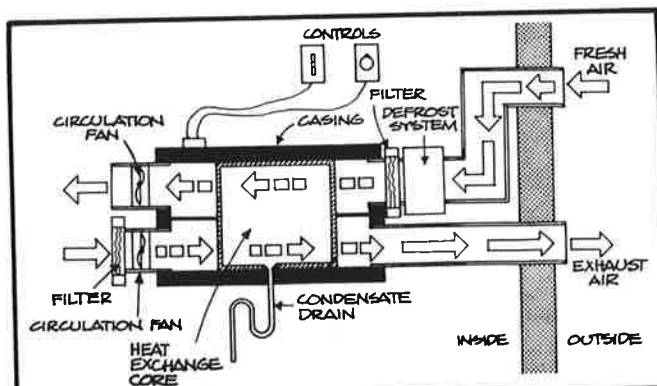 CONTROLS
FRESH
AIR
FILTER
DEFROST
SYSTEM
CIRCULATION
FAN
CASING
FILTER
CIRCULATION FAN
HEAT
EXCHANGE
CORE
CONDENSATE
DRAIN
EXHAUST
AIR
INSIDE
OUTSIDE